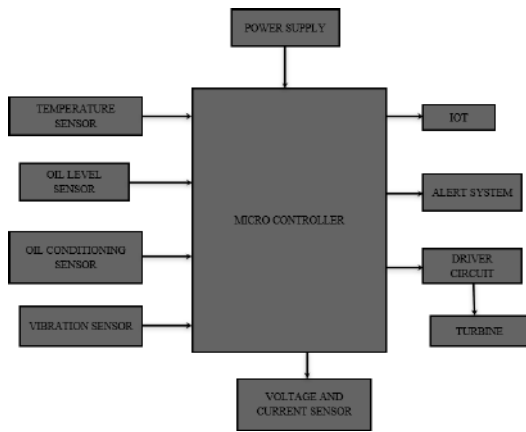 POWER SUPPLY
TEMPERATURE
SENSOR
IOT
OIL LEVEL
SENSOR
ALERT SYSTEM
MICRO CONTROLLER
OIL CONDITIONING
SENSOR
DRIVER
CIRCUIT
VIBRATION SENSOR
TURBINE
VOLTAGE AND
CURRENT SENSOR